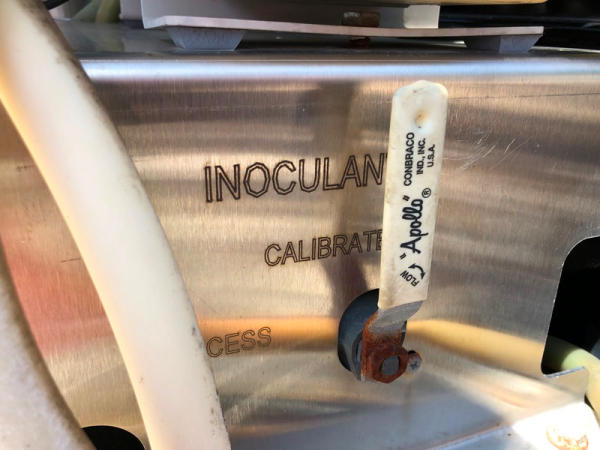 INOCULAN
CALIBRATE
CESS
CONBRACO
IND., INC.
U.S.A.
"Apollo"®
FLOW